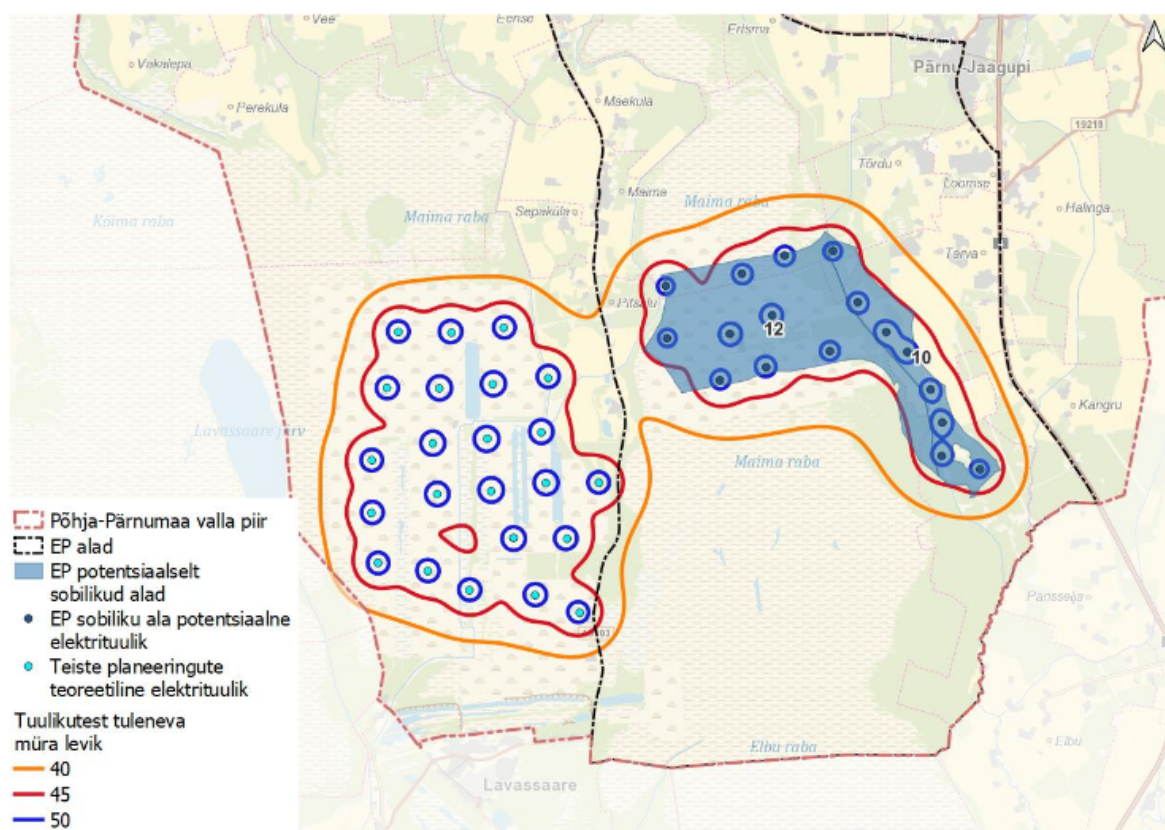 Vee
Eense
Ertsma
Vakalepa
Pärnu-Jaagupi
Perekula
Maekula
19218
Tõrdu
Loomse
Maima
Kõima raba
Maima raba
Sepaküla
Maima raba
Halinga
Tarva
Pitsalu
12
10
Kangru
Lavassaare järv
Maima raba
Põhja-Pärnumaa valla piir
EP alad
EP potentsiaalselt
sobilikud alad
EP sobiliku ala potentsiaalne
elektrituulik
Teiste planeeringute
teoreetiline elektrituulik
Tuulikutest tuleneva
müra levik
40
45
50
Elbu raba
Elbu
Lavassaare